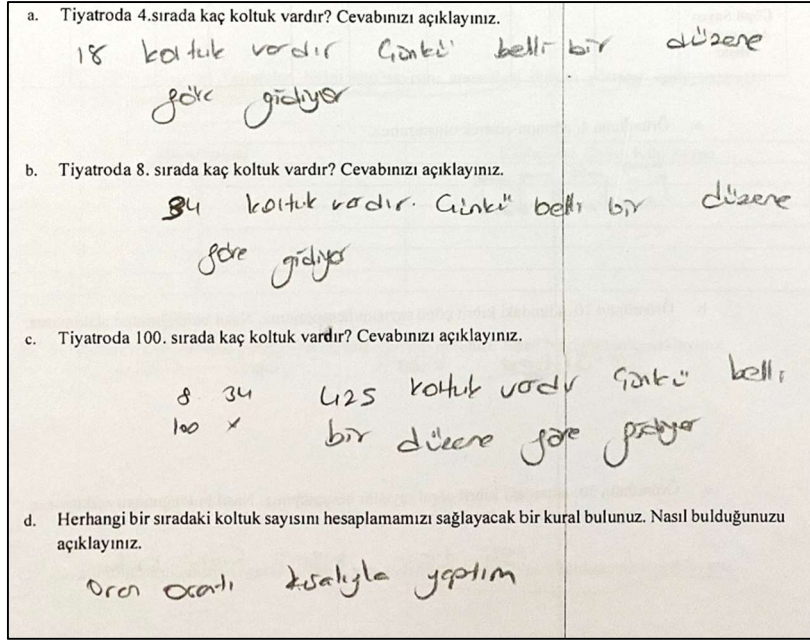 a. Tiyatroda 4.sırada kaç koltuk vardır? Cevabınızı açıklayınız.
18 koltuk vardır Çünkü belli bir düzene
göre gidiyor
b. Tiyatroda 8. sırada kaç koltuk vardır? Cevabınızı açıklayınız.
34 koltuk vardır. Çünkü belli bir düzene
göre gidiyor
c. Tiyatroda 100. sırada kaç koltuk vardır? Cevabınızı açıklayınız.
8 34 425 koltuk vardır Çünkü belli
100 x bir düzene göre gidiyor
d. Herhangi bir sıradaki koltuk sayısını hesaplamamızı sağlayacak bir kural bulunuz. Nasıl bulduğunuzu
açıklayınız.
Oran yaptım